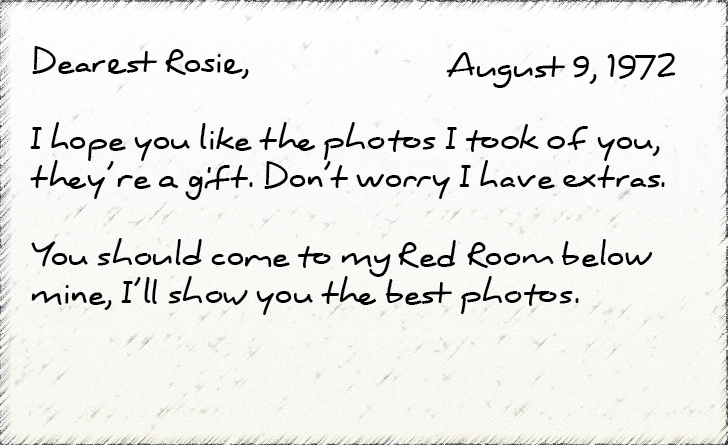 Dearest Rosie, August 9, 1972
I hope you like the photos I took of you,
they're a gift. Don't worry I have extras.
You should come to my Red Room below
mine, I'll show you the best photos.